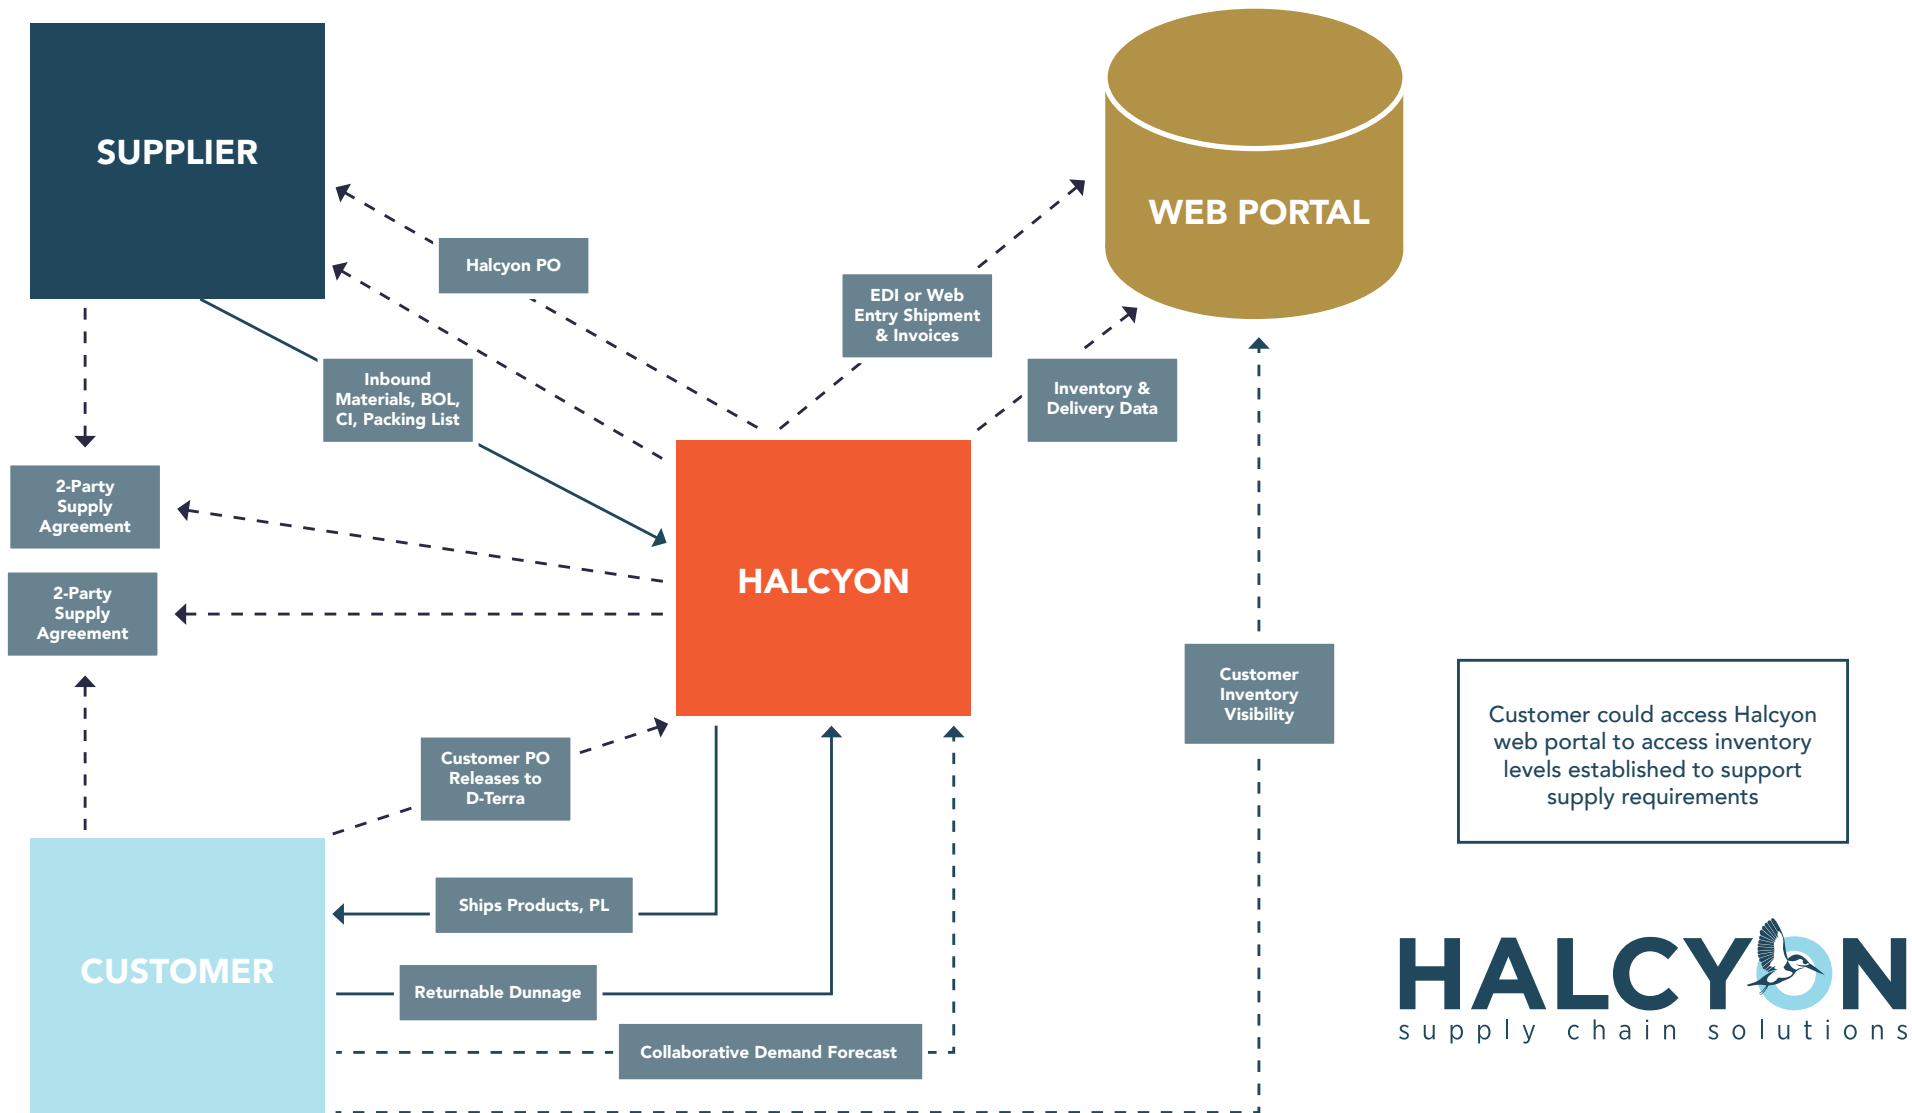 SUPPLIER
WEB PORTAL
Halcyon PO
EDI or Web
Entry Shipment
& Invoices
Inbound
Materials, BOL,
CI, Packing List
Inventory &
Delivery Data
2-Party
Supply
Agreement
HALCYON
2-Party
Supply
Agreement
Customer
Inventory
Visibility
Customer could access Halcyon
web portal to access inventory
levels established to support
supply requirements
Customer PO
Releases to
D-Terra
Ships Products, PL
CUSTOMER
Returnable Dunnage
Collaborative Demand Forecast
HALCYON
supply chain solutions